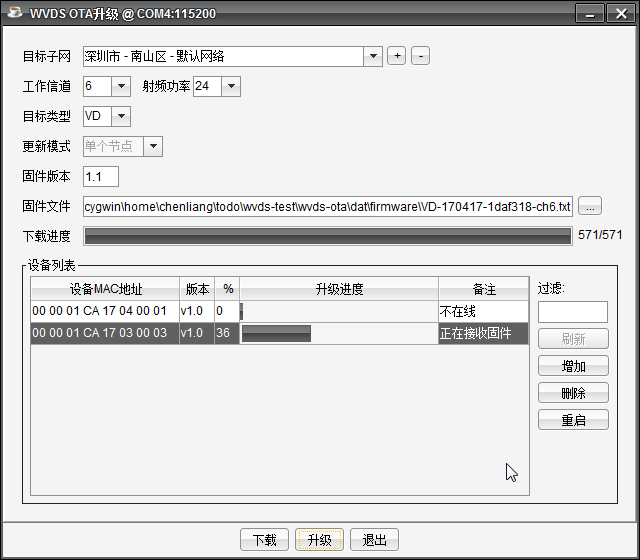 WVDS OTA升级 @ COM4:115200
目标子网 深圳市 - 南山区 - 默认网络 + -
工作信道 6 射频功率 24
目标类型 VD
更新模式 单个节点
固件版本 1.1
固件文件 cygwin\home\chenliang\todo\wvds-test\wvds-ota\dat\firmware\VD-170417-1daf318-ch6.txt ...
下载进度 571/571
设备列表
设备MAC地址 版本 % 升级进度 备注
00 00 01 CA 17 04 00 01 v1.0 0 不在线
00 00 01 CA 17 03 00 03 v1.0 36 正在接收固件
过滤:
刷新
增加
删除
重启
下载 升级 退出